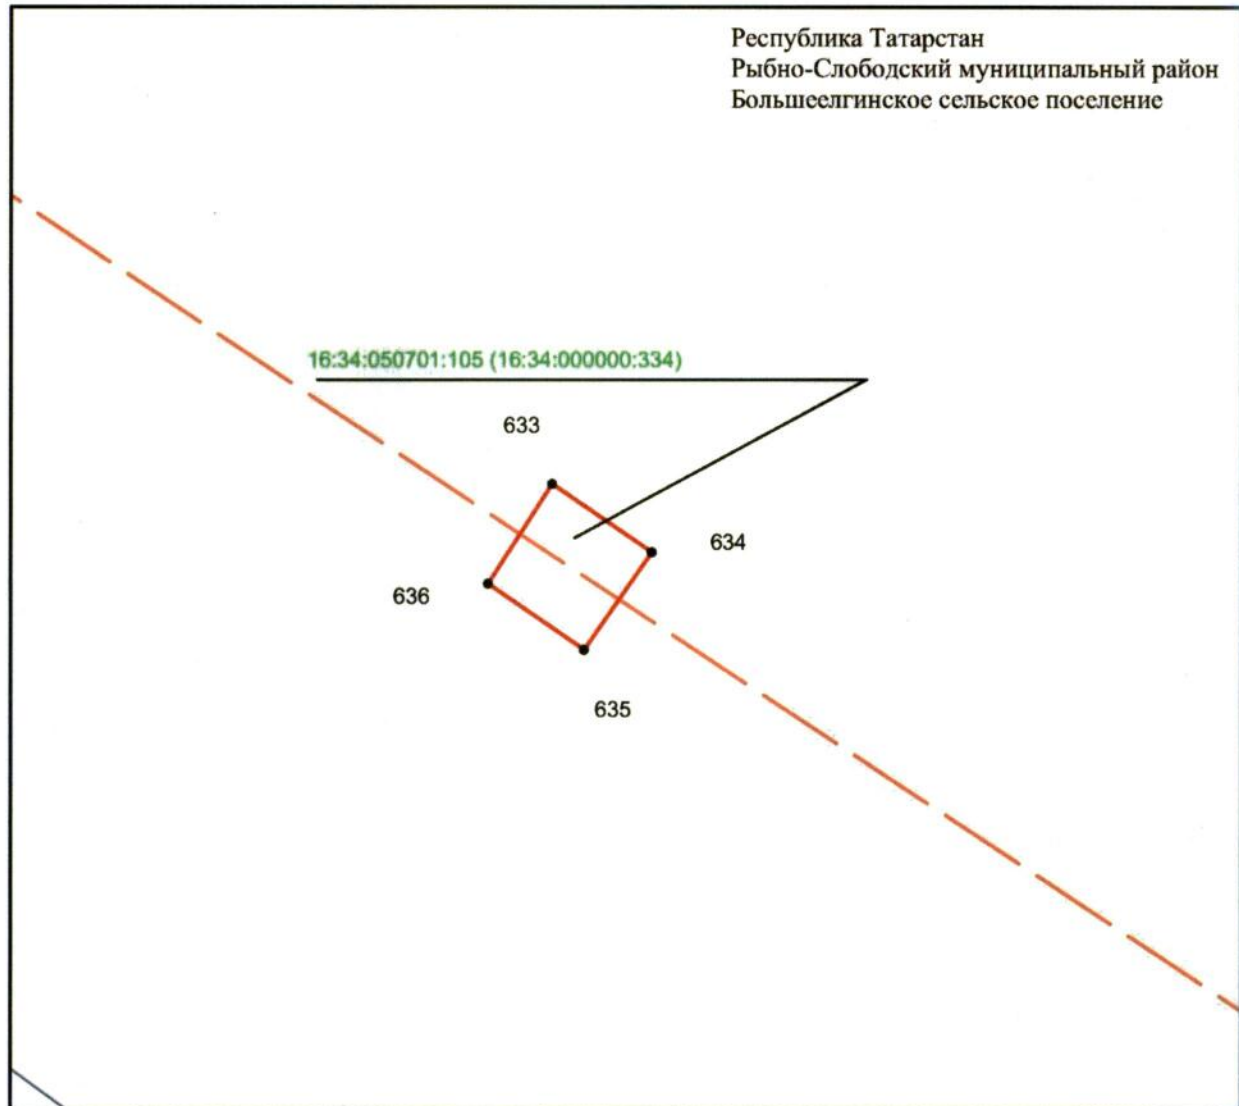 Республика Татарстан
Рыбно-Слободский муниципальный район
Большеелгинское сельское поселение
16:34:050701:105 (16:34:000000:334)
633
634
636
635